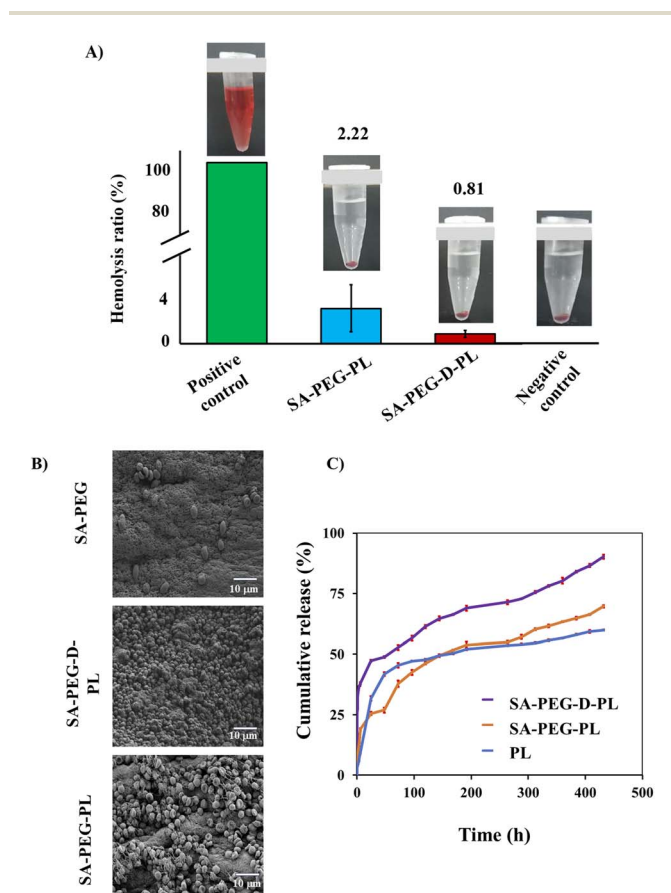 A)
2.22
0.81
100
80
4
0
Hemolysis ratio (%)
Positive control
SA-PEG-PL
SA-PEG-D-PL
Negative control
B)
SA-PEG
10 µm
SA-PEG-D-
PL
10 µm
SA-PEG-PL
10 µm
C)
100
75
50
25
0
Cumulative release (%)
SA-PEG-D-PL
SA-PEG-PL
PL
0
100
200
300
400
500
Time (h)